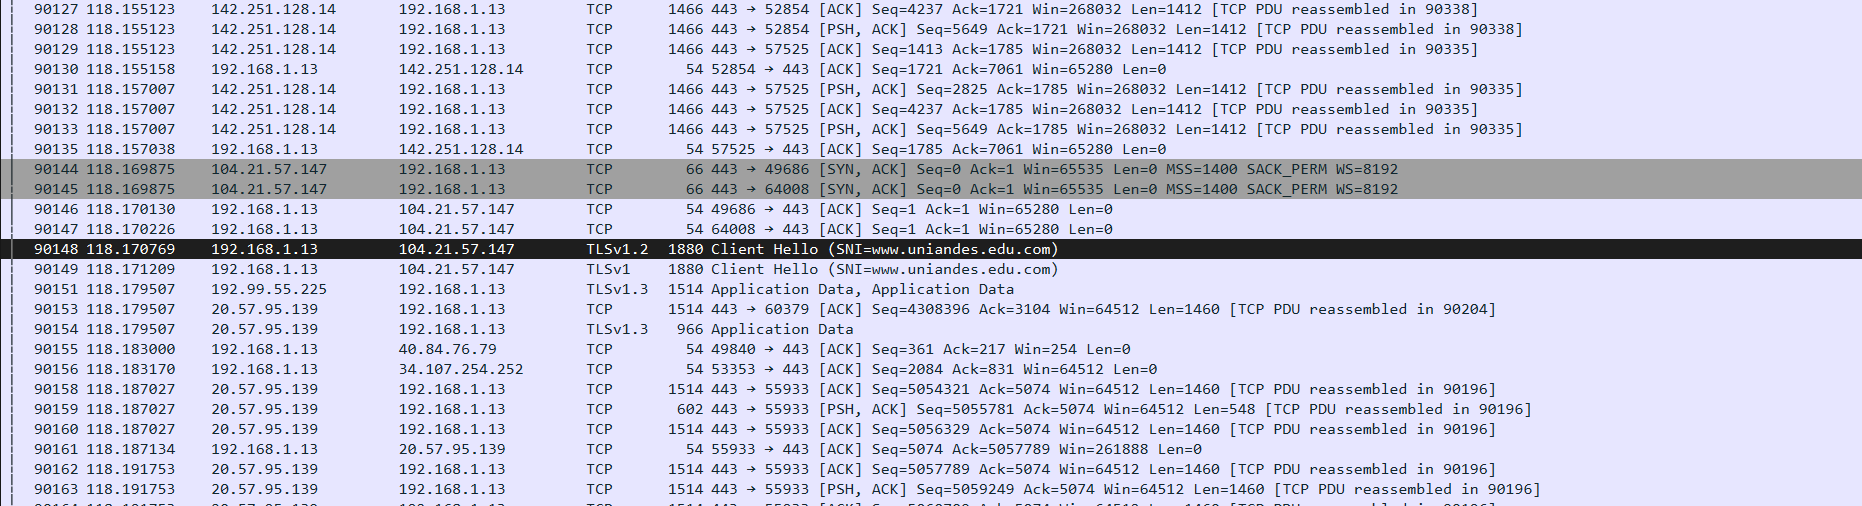 90127 118.155123 142.251.128.14 192.168.1.13 TCP 1466 443 → 52854 [ACK] Seq=4237 Ack=1721 Win=268032 Len=1412 [TCP PDU reassembled in 90338]
90128 118.155123 142.251.128.14 192.168.1.13 TCP 1466 443 → 52854 [PSH, ACK] Seq=5649 Ack=1721 Win=268032 Len=1412 [TCP PDU reassembled in 90338]
90129 118.155123 142.251.128.14 192.168.1.13 TCP 1466 443 → 57525 [ACK] Seq=1413 Ack=1785 Win=268032 Len=1412 [TCP PDU reassembled in 90335]
90130 118.155158 192.168.1.13 142.251.128.14 TCP 54 52854 → 443 [ACK] Seq=1721 Ack=7061 Win=65280 Len=0
90131 118.157007 142.251.128.14 192.168.1.13 TCP 1466 443 → 57525 [PSH, ACK] Seq=2825 Ack=1785 Win=268032 Len=1412 [TCP PDU reassembled in 90335]
90132 118.157007 142.251.128.14 192.168.1.13 TCP 1466 443 → 57525 [ACK] Seq=4237 Ack=1785 Win=268032 Len=1412 [TCP PDU reassembled in 90335]
90133 118.157007 142.251.128.14 192.168.1.13 TCP 1466 443 → 57525 [PSH, ACK] Seq=5649 Ack=1785 Win=268032 Len=1412 [TCP PDU reassembled in 90335]
90135 118.157038 192.168.1.13 142.251.128.14 TCP 54 57525 → 443 [ACK] Seq=1785 Ack=7061 Win=65280 Len=0
90144 118.169875 104.21.57.147 192.168.1.13 TCP 66 443 → 49686 [SYN, ACK] Seq=0 Ack=1 Win=65535 Len=0 MSS=1400 SACK_PERM WS=8192
90145 118.169875 104.21.57.147 192.168.1.13 TCP 66 443 → 64008 [SYN, ACK] Seq=0 Ack=1 Win=65535 Len=0 MSS=1400 SACK_PERM WS=8192
90146 118.170130 192.168.1.13 104.21.57.147 TCP 54 49686 → 443 [ACK] Seq=1 Ack=1 Win=65280 Len=0
90147 118.170226 192.168.1.13 104.21.57.147 TCP 54 64008 → 443 [ACK] Seq=1 Ack=1 Win=65280 Len=0
90148 118.170769 192.168.1.13 104.21.57.147 TLSv1.2 1880 Client Hello (SNI=www.uniandes.edu.com)
90149 118.171209 192.168.1.13 104.21.57.147 TLSv1 1880 Client Hello (SNI=www.uniandes.edu.com)
90151 118.179507 192.99.55.225 192.168.1.13 TLSv1.3 1514 Application Data, Application Data
90153 118.179507 20.57.95.139 192.168.1.13 TCP 1514 443 → 60379 [ACK] Seq=4308396 Ack=3104 Win=64512 Len=1460 [TCP PDU reassembled in 90204]
90154 118.179507 20.57.95.139 192.168.1.13 TLSv1.3 966 Application Data
90155 118.183000 192.168.1.13 40.84.76.79 TCP 54 49840 → 443 [ACK] Seq=361 Ack=217 Win=254 Len=0
90156 118.183170 192.168.1.13 34.107.254.252 TCP 54 53353 → 443 [ACK] Seq=2084 Ack=831 Win=64512 Len=0
90158 118.187027 20.57.95.139 192.168.1.13 TCP 1514 443 → 55933 [ACK] Seq=5054321 Ack=5074 Win=64512 Len=1460 [TCP PDU reassembled in 90196]
90159 118.187027 20.57.95.139 192.168.1.13 TCP 602 443 → 55933 [PSH, ACK] Seq=5055781 Ack=5074 Win=64512 Len=548 [TCP PDU reassembled in 90196]
90160 118.187027 20.57.95.139 192.168.1.13 TCP 1514 443 → 55933 [ACK] Seq=5056329 Ack=5074 Win=64512 Len=1460 [TCP PDU reassembled in 90196]
90161 118.187134 192.168.1.13 20.57.95.139 TCP 54 55933 → 443 [ACK] Seq=5074 Ack=5057789 Win=261888 Len=0
90162 118.191753 20.57.95.139 192.168.1.13 TCP 1514 443 → 55933 [ACK] Seq=5057789 Ack=5074 Win=64512 Len=1460 [TCP PDU reassembled in 90196]
90163 118.191753 20.57.95.139 192.168.1.13 TCP 1514 443 → 55933 [PSH, ACK] Seq=5059249 Ack=5074 Win=64512 Len=1460 [TCP PDU reassembled in 90196]